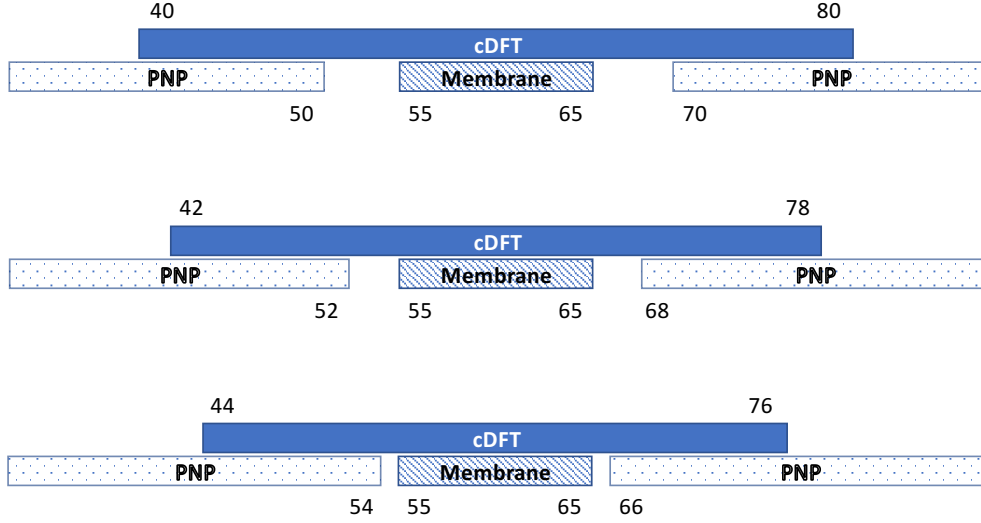 40 80
cDFT
PNP Membrane PNP
50 55 65 70
42 78
cDFT
PNP Membrane PNP
52 55 65 68
44 76
cDFT
PNP Membrane PNP
54 55 65 66